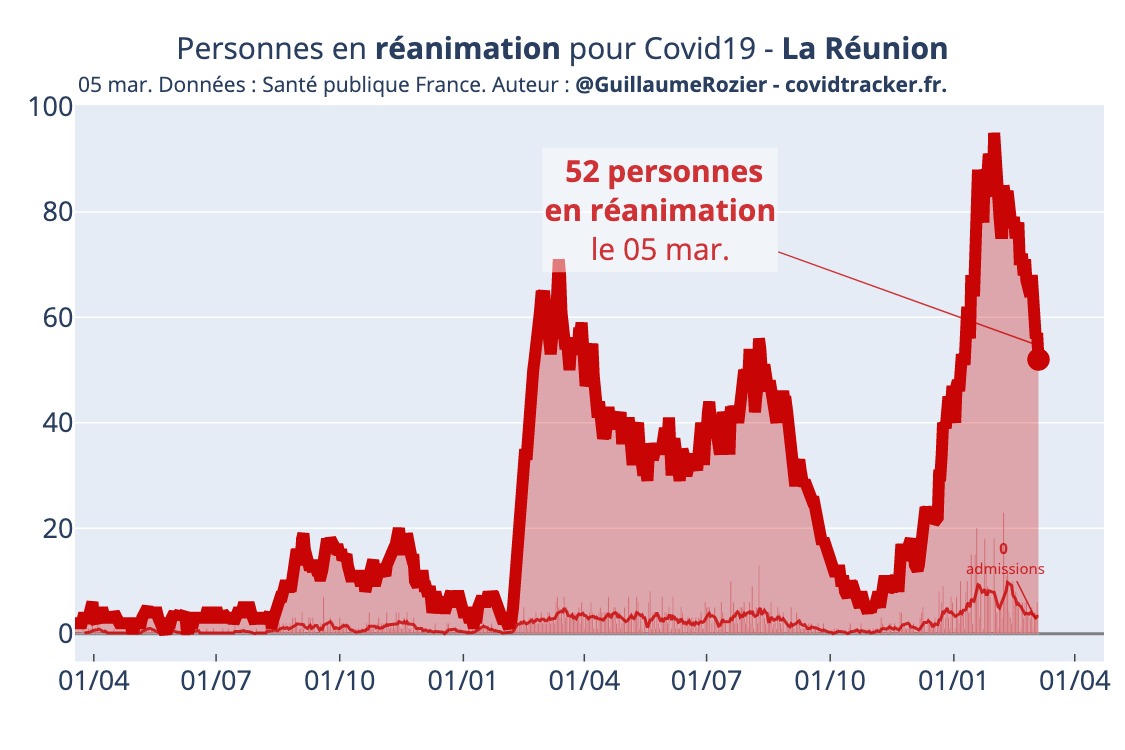 Personnes en réanimation pour Covid19 - La Réunion
05 mar. Données : Santé publique France. Auteur : @GuillaumeRozier - covidtracker.fr.
100
80
60
40
20
0
52 personnes
en réanimation
le 05 mar.
0
admissions
01/04
01/07
01/10
01/01
01/04
01/07
01/10
01/01
01/04